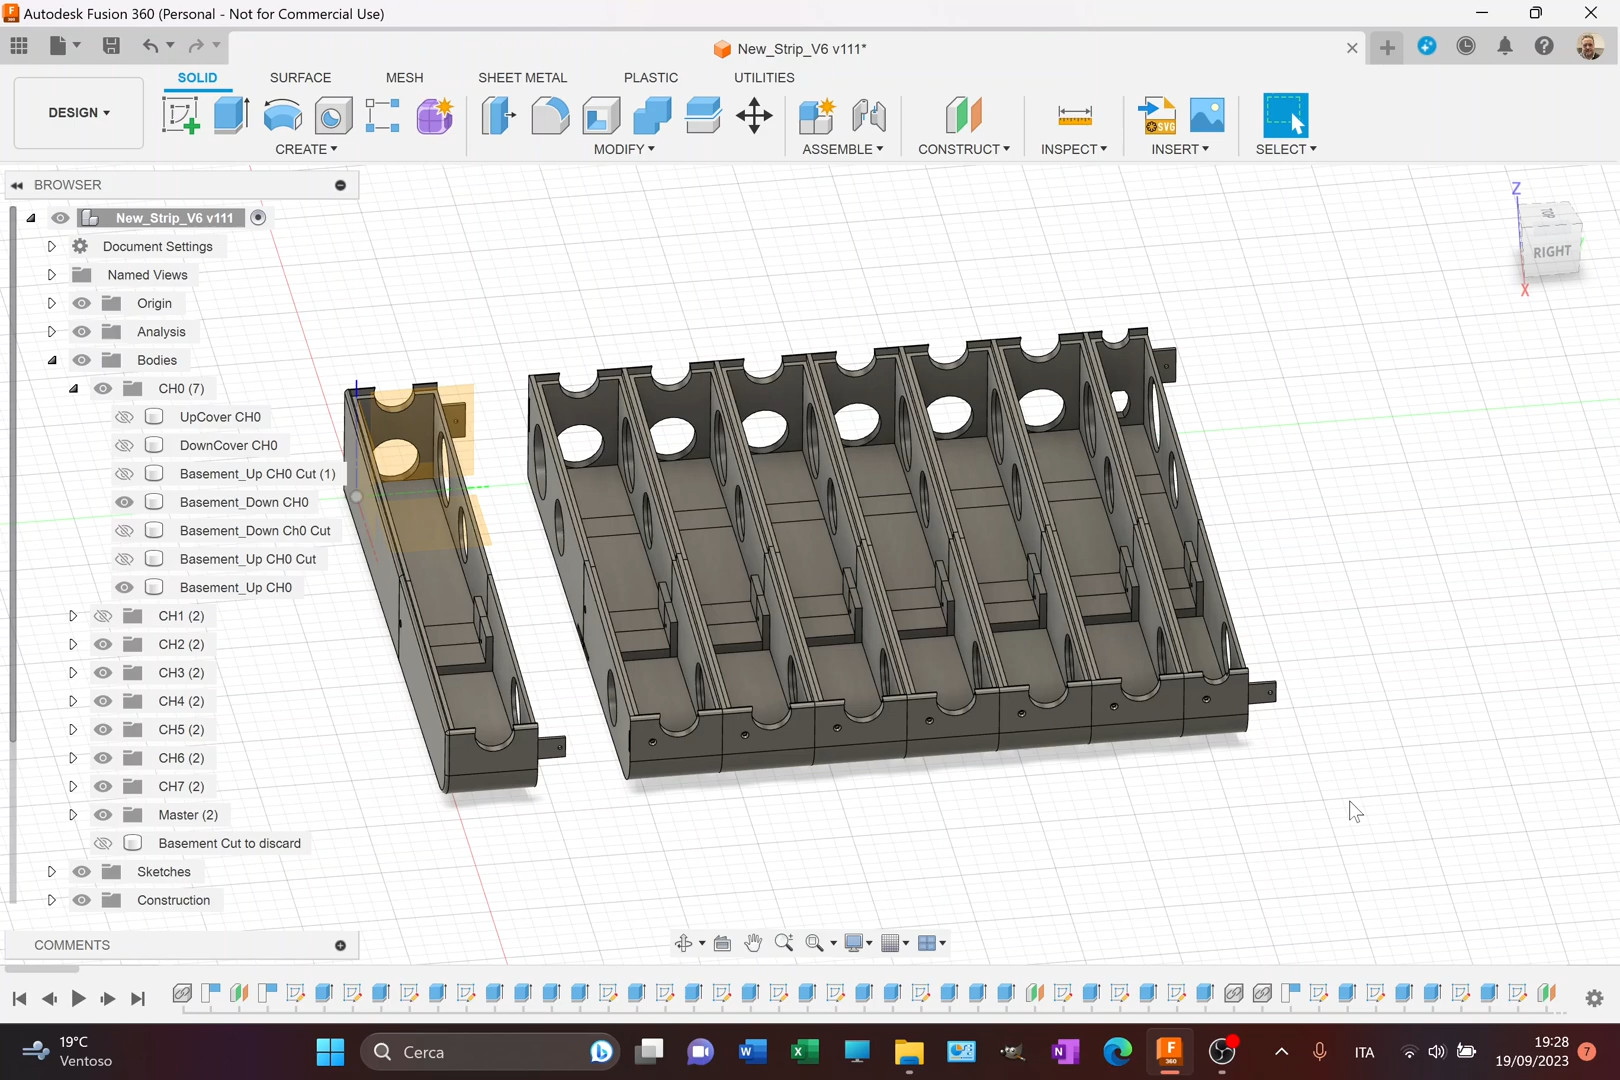 Autodesk Fusion 360 (Personal - Not for Commercial Use)
New_Strip_V6 v111*
SOLID SURFACE MESH SHEET METAL PLASTIC UTILITIES
DESIGN
CREATE MODIFY ASSEMBLE CONSTRUCT INSPECT INSERT SELECT
SVG
BROWSER
New_Strip_V6 v111
Document Settings
Named Views
Origin
Analysis
Bodies
CH0 (7)
UpCover CH0
DownCover CH0
Basement_Up CH0 Cut (1)
Basement_Down CH0
Basement_Down Ch0 Cut
Basement_Up CH0 Cut
Basement_Up CH0
CH1 (2)
CH2 (2)
CH3 (2)
CH4 (2)
CH5 (2)
CH6 (2)
CH7 (2)
Master (2)
Basement Cut to discard
Sketches
Construction
Z
TOP
RIGHT
X
COMMENTS
19°C
Ventoso
Cerca
ITA
19:28
19/09/2023
7